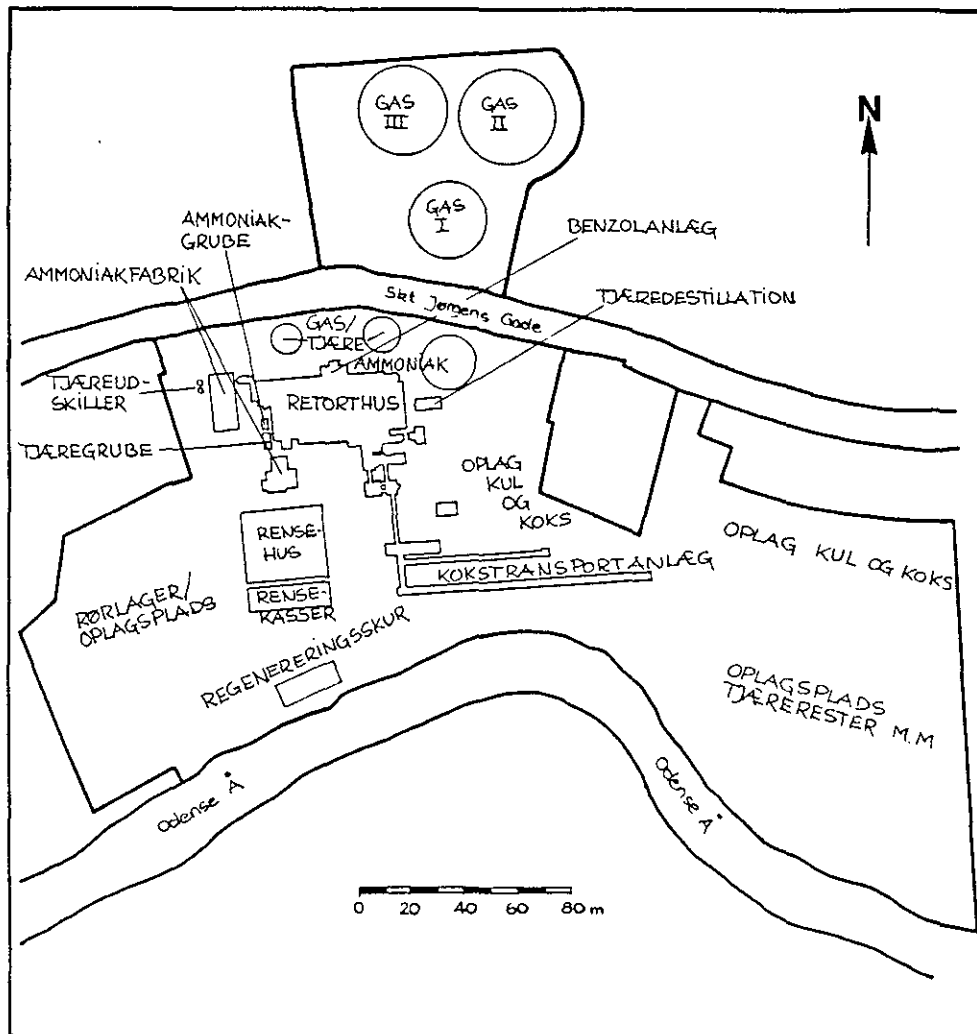 GAS
III
GAS
II
GAS
I
N
AMMONIAK-
GRUBE
BENZOLANLÆG
AMMONIAKFABRIK
Skt Jørgens Gade
TJÆREDESTILLATION
GAS/
TJÆRE
AMMONIAK
TJÆREUD-
SKILLER
RETORTHUS
TJÆREGRUBE
OPLAG
KUL
OG
KOKS
OPLAG KUL OG KOKS
RENSE-
HUS
KOKSTRANSPORTANLÆG
RENSE-
KASSER
RØRLAGER/
OPLAGSPLADS
REGENERERINGSSKUR
OPLAGSPLADS
TJÆRERESTER M.M
Odense Å
Odense Å
0 20 40 60 80 m